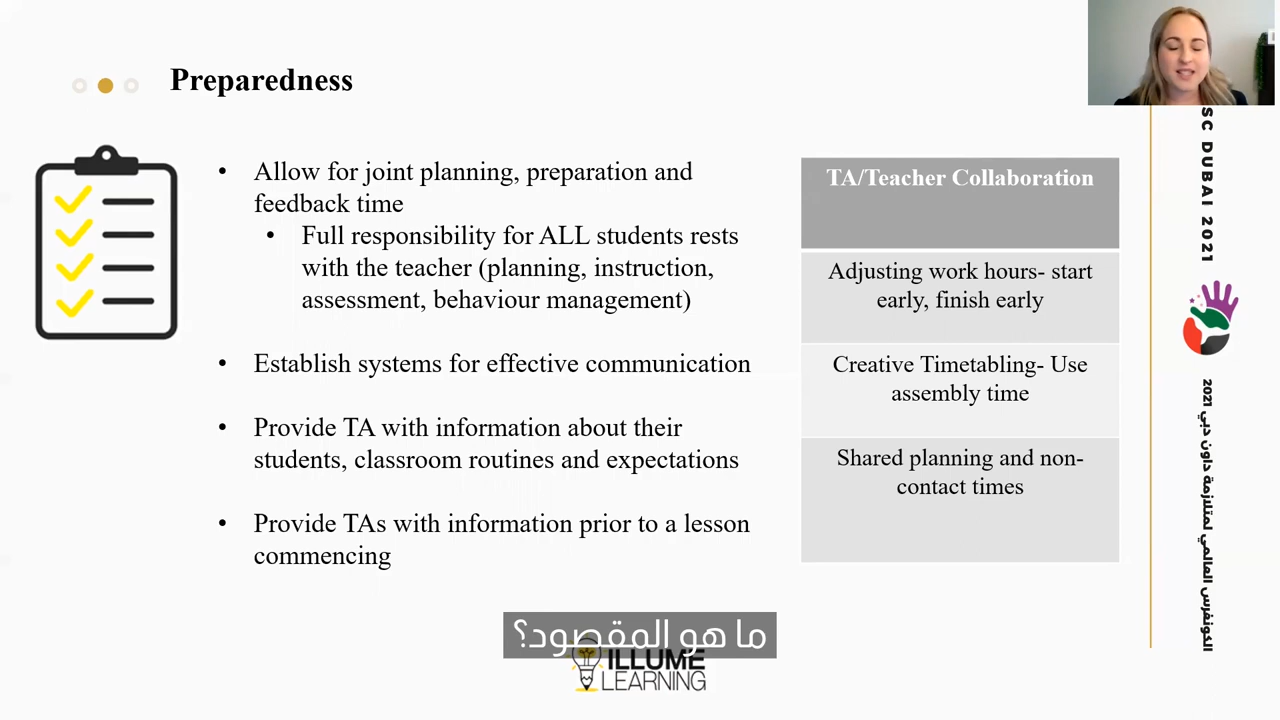 Preparedness
• Allow for joint planning, preparation and
feedback time
• Full responsibility for ALL students rests
with the teacher (planning, instruction,
assessment, behaviour management)
• Establish systems for effective communication
• Provide TA with information about their
students, classroom routines and expectations
• Provide TAs with information prior to a lesson
commencing
TA/Teacher Collaboration
Adjusting work hours- start
early, finish early
Creative Timetabling- Use
assembly time
Shared planning and non-
contact times
SC DUBAI 2021
الكونفرس العالمي لمتلازمة داون دبي 2021
ما هو المقصود؟
ILLUME
LEARNING